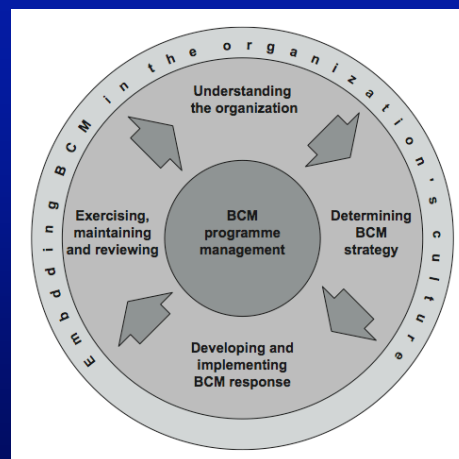 Embdding BCM in the organization's culture
Understanding
the organization
Exercising,
maintaining
and reviewing
BCM
programme
management
Determining
BCM
strategy
Developing and
implementing
BCM response